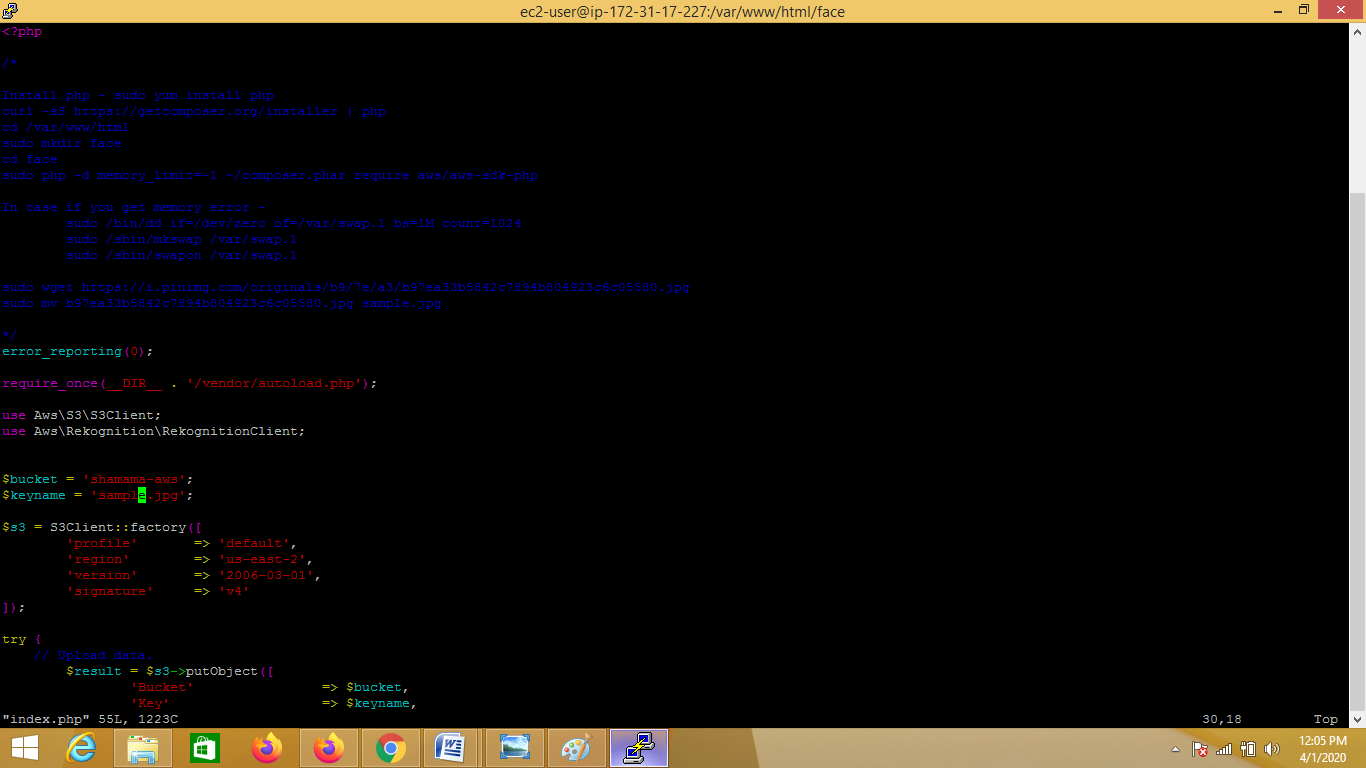 ec2-user@ip-172-31-17-227:/var/www/html/face
<?php
/*
Install php - sudo yum install php
curl -sS https://getcomposer.org/installer | php
cd /var/www/html
sudo mkdir face
cd face
sudo php -d memory_limit=-1 ~/composer.phar require aws/aws-sdk-php
In case if you get memory error -
sudo /bin/dd if=/dev/zero of=/var/swap.1 bs=1M count=1024
sudo /sbin/mkswap /var/swap.1
sudo /sbin/swapon /var/swap.1
sudo wget https://i.pinimg.com/originals/b9/7e/a3/b97ea33b5842c7894b804923c6c05580.jpg
sudo mv b97ea33b5842c7894b804923c6c05580.jpg sample.jpg
*/
error_reporting(0);
require_once(__DIR__ . '/vendor/autoload.php');
use Aws\S3\S3Client;
use Aws\Rekognition\RekognitionClient;
$bucket = 'shamama-aws';
$keyname = 'sample.jpg';
$s3 = S3Client::factory([
'profile' => 'default',
'region' => 'us-east-2',
'version' => '2006-03-01',
'signature' => 'v4'
]);
try {
// Upload data.
$result = $s3->putObject([
'Bucket' => $bucket,
'Key' => $keyname,
"index.php" 55L, 1223C 30,18 Top
12:05 PM
4/1/2020